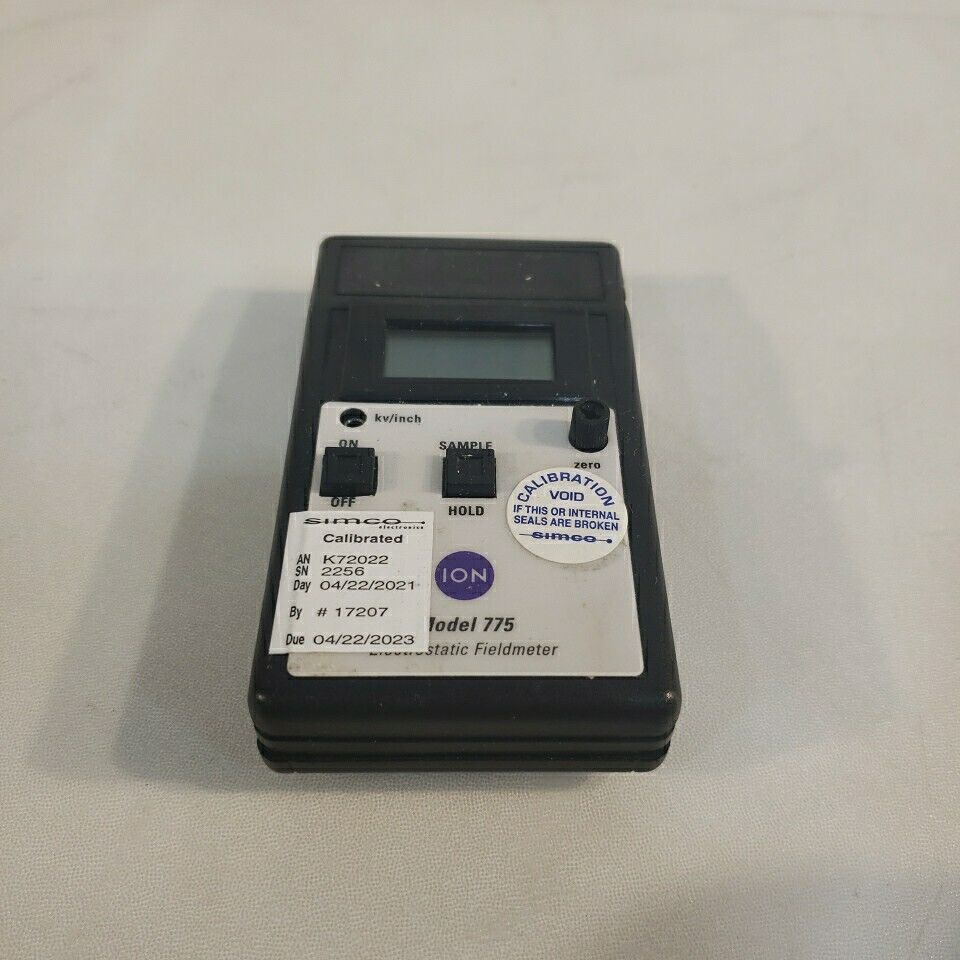 kv/inch
ON
SAMPLE
zero
OFF
HOLD
CALIBRATION
VOID
IF THIS OR INTERNAL
SEALS ARE BROKEN
SIMCO
SIMCO
electronics
Calibrated
AN K72022
SN 2256
Day 04/22/2021
By # 17207
Due 04/22/2023
ION
Model 775
Electrostatic Fieldmeter